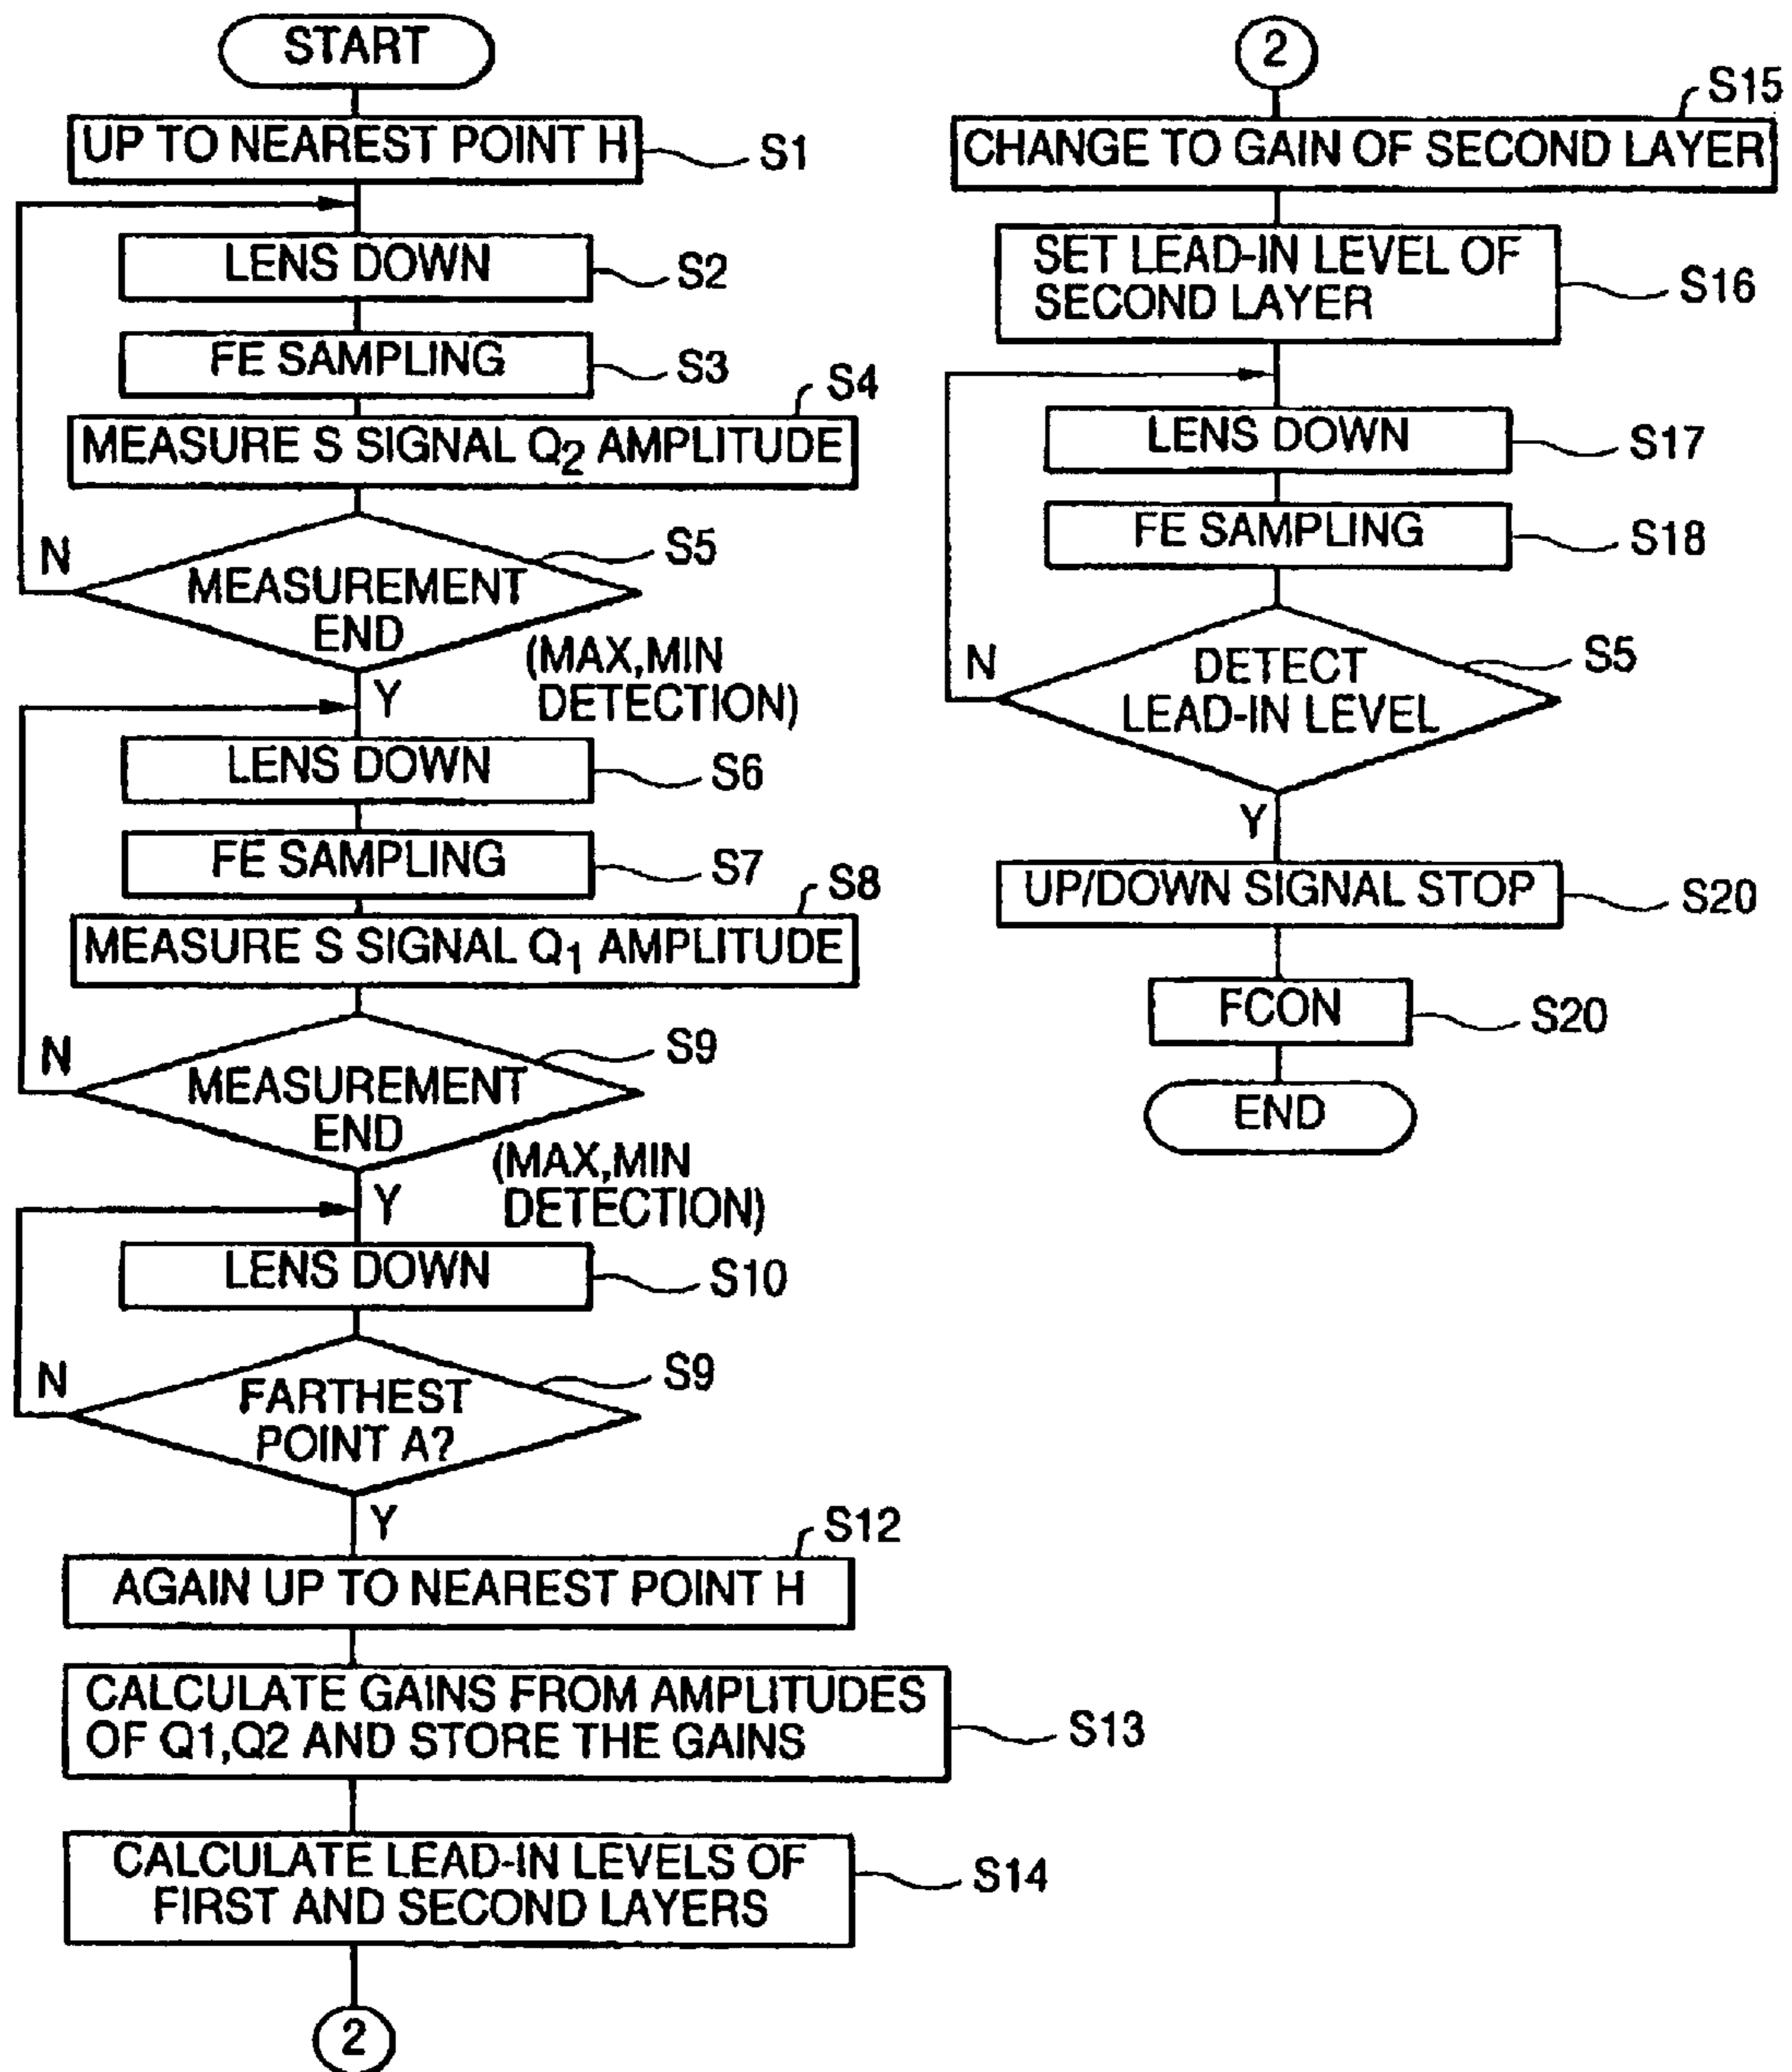 START
UP TO NEAREST POINT H
S1
LENS DOWN
S2
FE SAMPLING
S3
S4
MEASURE S SIGNAL Q2 AMPLITUDE
S5
N
MEASUREMENT
END
(MAX,MIN
DETECTION)
Y
LENS DOWN
S6
FE SAMPLING
S7
S8
MEASURE S SIGNAL Q1 AMPLITUDE
S9
N
MEASUREMENT
END
(MAX,MIN
DETECTION)
Y
LENS DOWN
S10
S9
N
FARTHEST
POINT A?
Y
S12
AGAIN UP TO NEAREST POINT H
CALCULATE GAINS FROM AMPLITUDES
OF Q1,Q2 AND STORE THE GAINS
S13
CALCULATE LEAD-IN LEVELS OF
FIRST AND SECOND LAYERS
S14
2
2
S15
CHANGE TO GAIN OF SECOND LAYER
SET LEAD-IN LEVEL OF
SECOND LAYER
S16
LENS DOWN
S17
FE SAMPLING
S18
S5
N
DETECT
LEAD-IN LEVEL
Y
UP/DOWN SIGNAL STOP
S20
FCON
S20
END